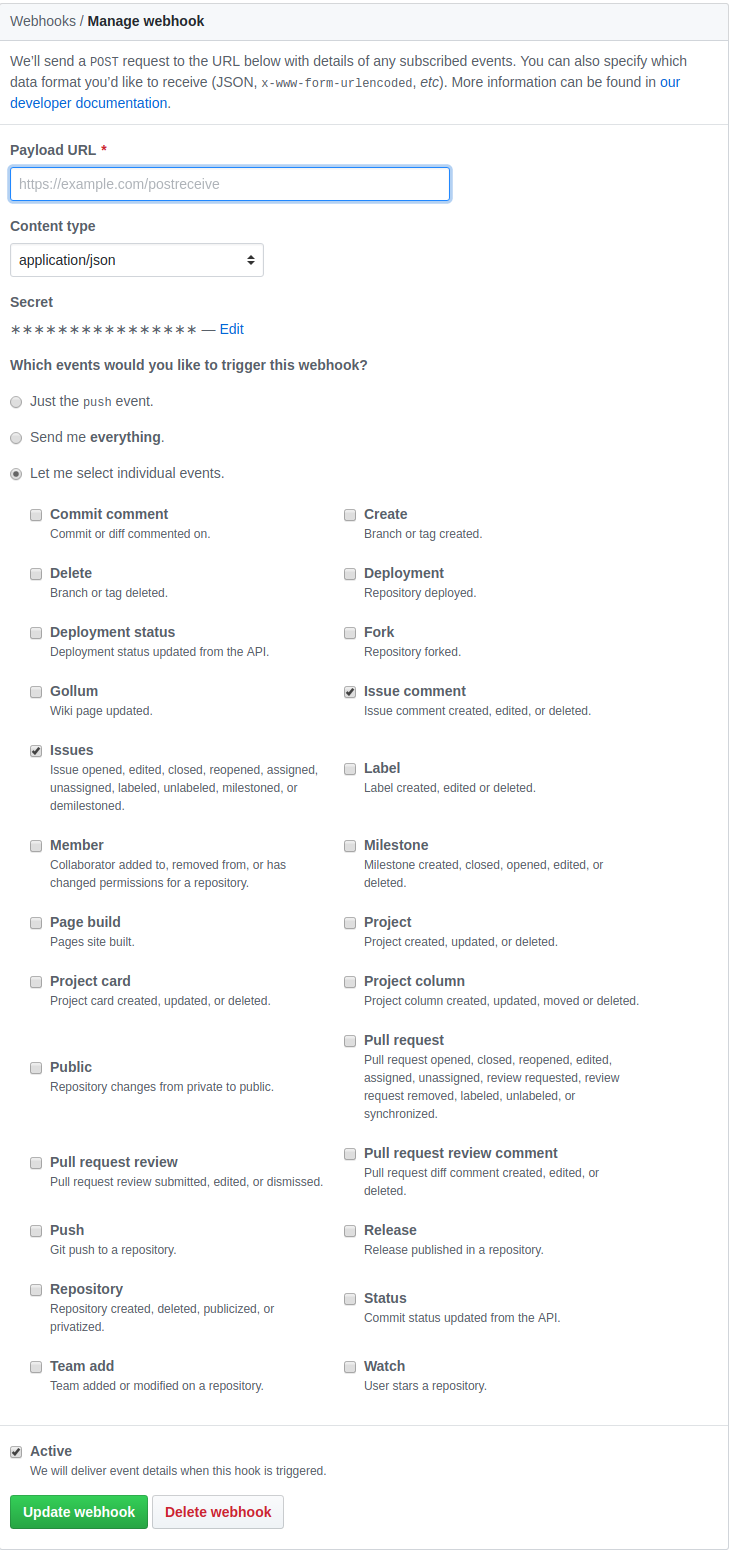 Webhooks / Manage webhook
We'll send a POST request to the URL below with details of any subscribed events. You can also specify which
data format you'd like to receive (JSON, x-www-form-urlencoded, etc). More information can be found in our
developer documentation.
Payload URL *
https://example.com/postreceive
Content type
application/json
Secret
∗∗∗∗∗∗∗∗∗∗∗∗∗∗∗∗ — Edit
Which events would you like to trigger this webhook?
Just the push event.
Send me everything.
Let me select individual events.
Commit comment
Commit or diff commented on.
Create
Branch or tag created.
Delete
Branch or tag deleted.
Deployment
Repository deployed.
Deployment status
Deployment status updated from the API.
Fork
Repository forked.
Gollum
Wiki page updated.
Issue comment
Issue comment created, edited, or deleted.
Issues
Issue opened, edited, closed, reopened, assigned,
unassigned, labeled, unlabeled, milestoned, or
demilestoned.
Label
Label created, edited or deleted.
Member
Collaborator added to, removed from, or has
changed permissions for a repository.
Milestone
Milestone created, closed, opened, edited, or
deleted.
Page build
Pages site built.
Project
Project created, updated, or deleted.
Project card
Project card created, updated, or deleted.
Project column
Project column created, updated, moved or deleted.
Public
Repository changes from private to public.
Pull request
Pull request opened, closed, reopened, edited,
assigned, unassigned, review requested, review
request removed, labeled, unlabeled, or
synchronized.
Pull request review
Pull request review submitted, edited, or dismissed.
Pull request review comment
Pull request diff comment created, edited, or
deleted.
Push
Git push to a repository.
Release
Release published in a repository.
Repository
Repository created, deleted, publicized, or
privatized.
Status
Commit status updated from the API.
Team add
Team added or modified on a repository.
Watch
User stars a repository.
Active
We will deliver event details when this hook is triggered.
Update webhook
Delete webhook